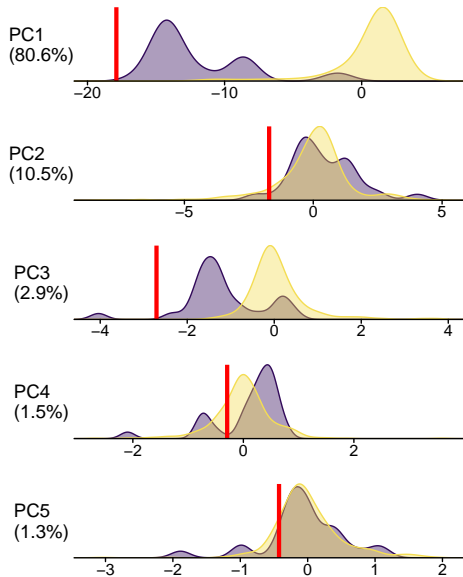 PC1
(80.6%)
−20 −10 0
PC2
(10.5%)
−5 0 5
PC3
(2.9%)
−4 −2 0 2 4
PC4
(1.5%)
−2 0 2
PC5
(1.3%)
−3 −2 −1 0 1 2